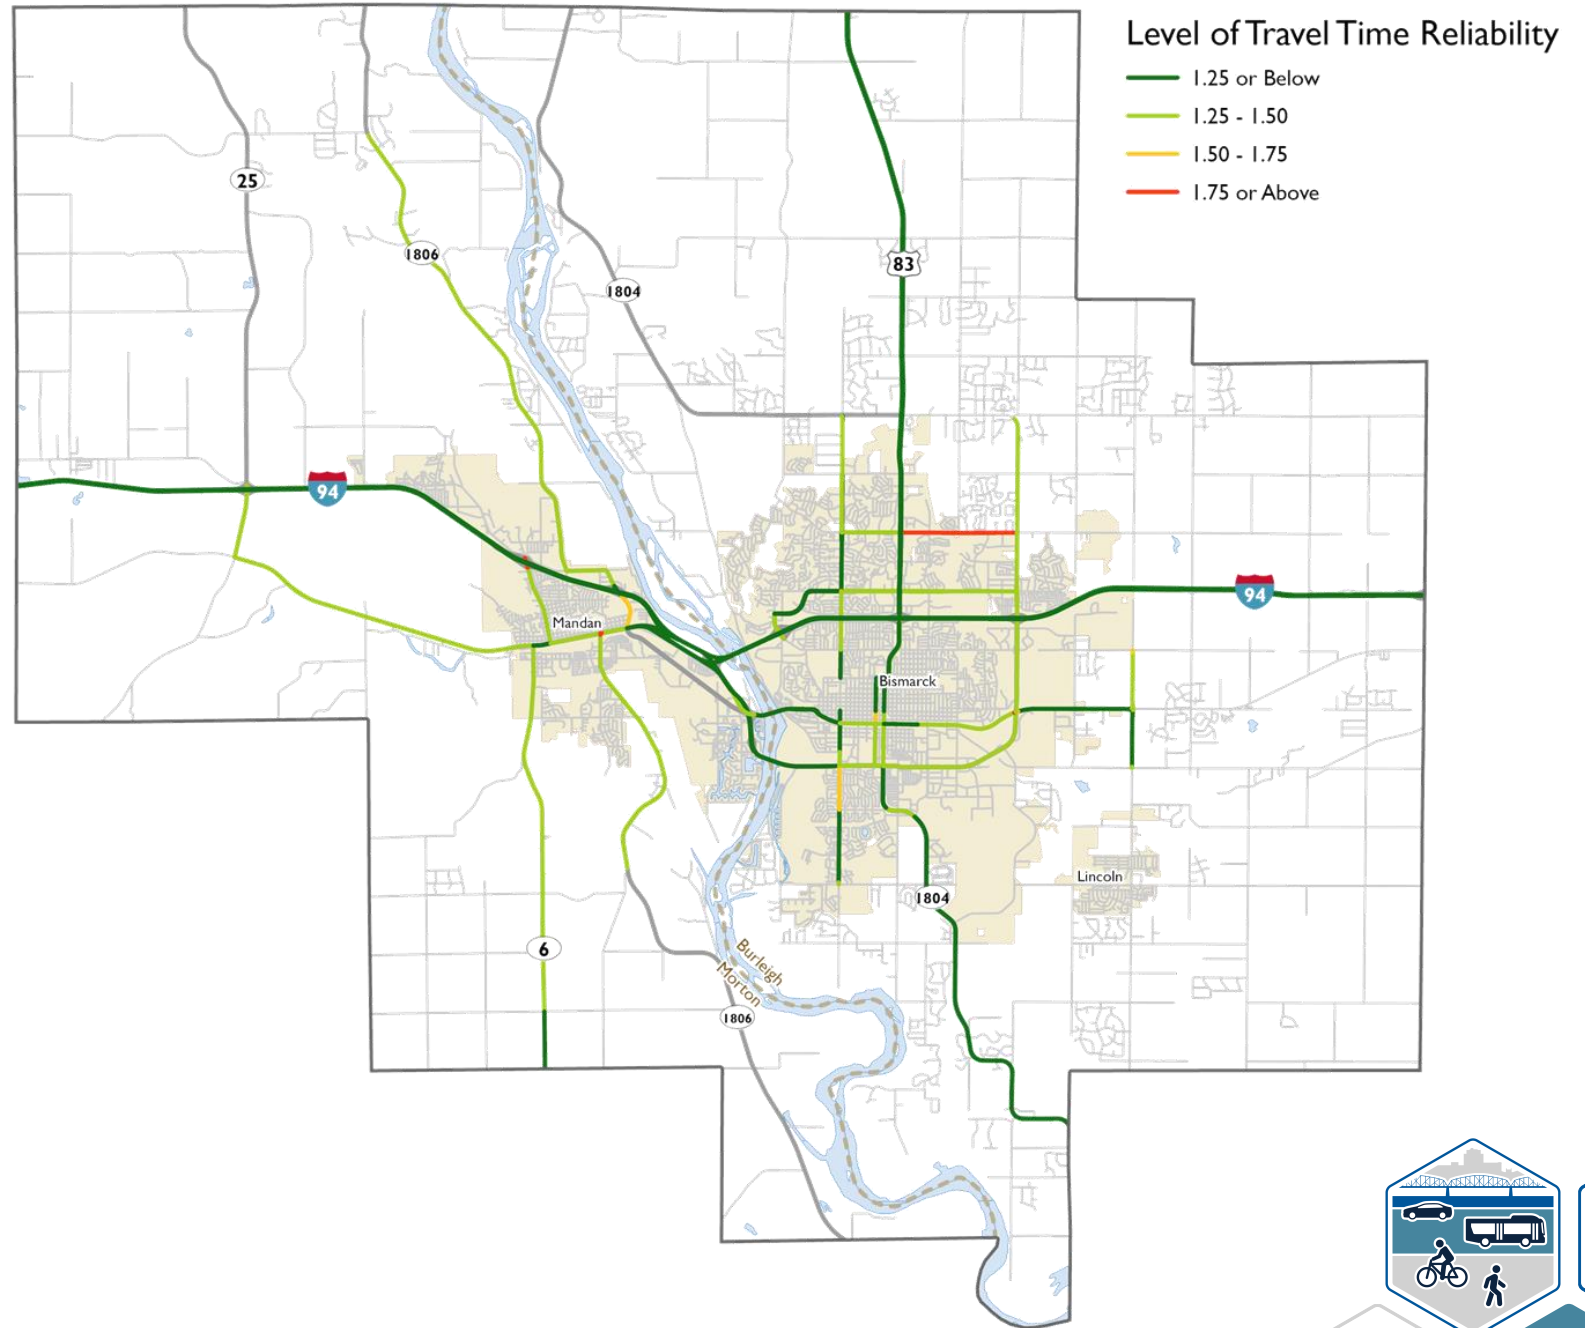 Level of Travel Time Reliability
1.25 or Below
1.25 - 1.50
1.50 - 1.75
1.75 or Above
25
1806
1804
83
94
94
Mandan
Bismarck
Lincoln
1804
6
Burleigh
Morton
1806